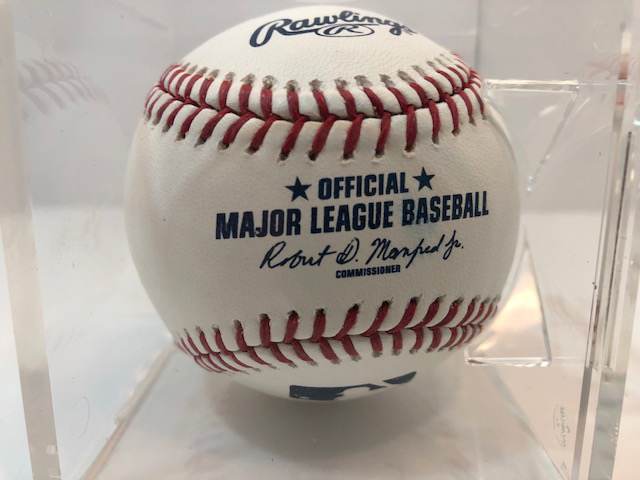 Rawlings
R
★ OFFICIAL ★
MAJOR LEAGUE BASEBALL
Robert D. Manfred Jr.
COMMISSIONER